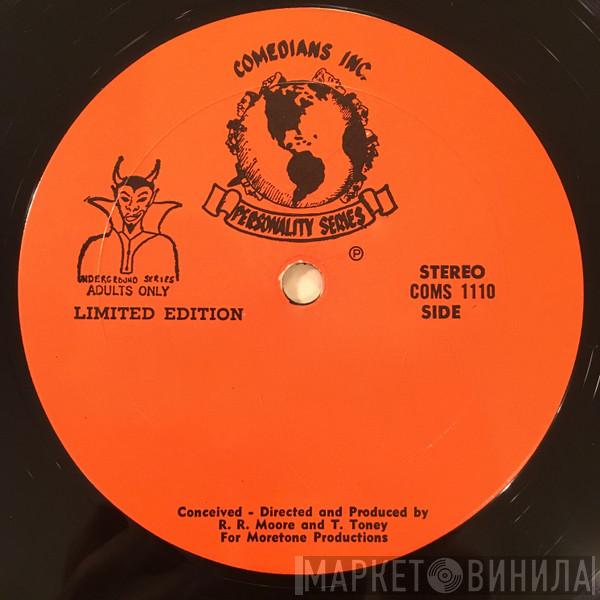 COMEDIANS INC.
PERSONALITY SERIES
℗
UNDERGROUND SERIES
ADULTS ONLY
LIMITED EDITION
STEREO
COMS 1110
SIDE
Conceived - Directed and Produced by
R. R. Moore and T. Toney
For Moretone Productions
МАРКЕТ ВИНИЛА